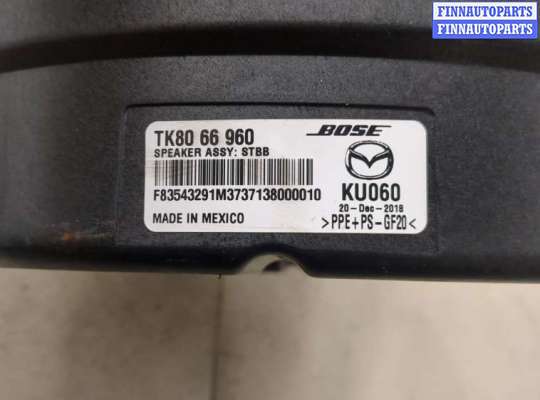 FINNAUTOPARTS
FINNAUTOPARTS
TK80 66 960
BOSE
SPEAKER ASSY: STBB
F83543291M3737138000010
KU060
20-Dec-2018
MADE IN MEXICO
>PPE+PS-GF20<